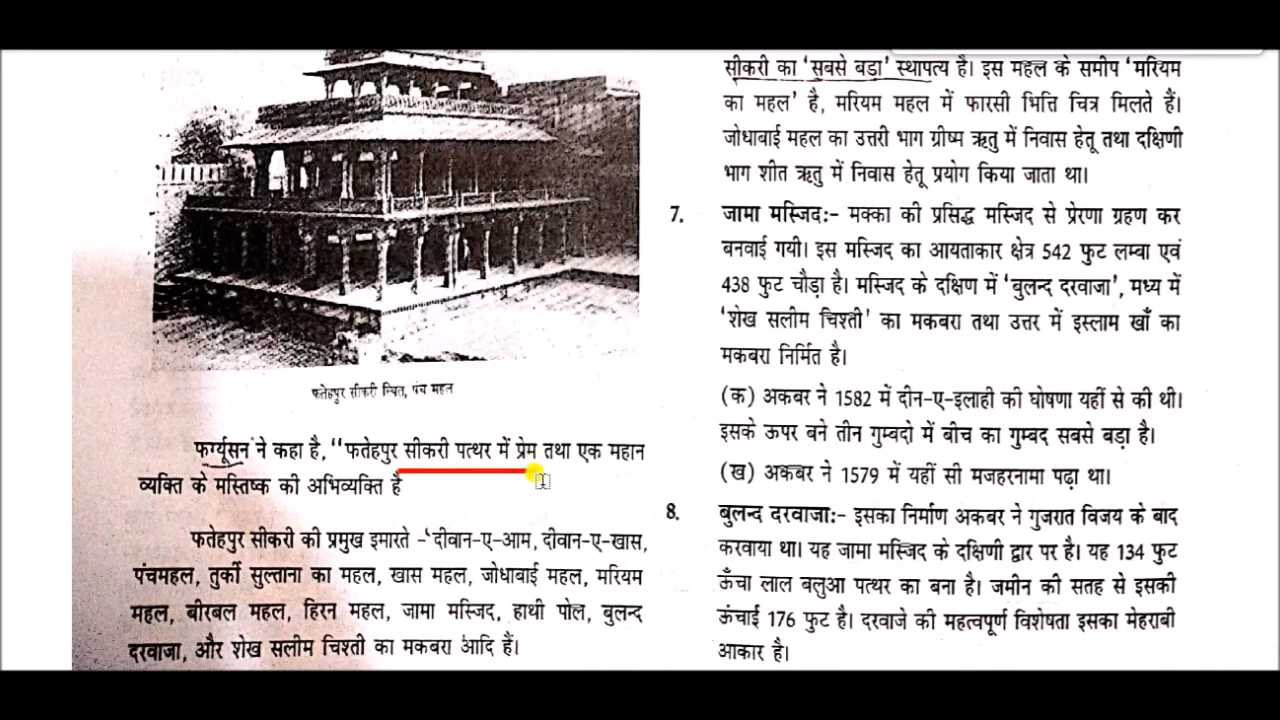 फतेहपुर सीकरी स्थित, पंच महल
फर्ग्यूसन ने कहा है, "फतेहपुर सीकरी पत्थर में प्रेम तथा एक महान
व्यक्ति के मस्तिष्क की अभिव्यक्ति है
फतेहपुर सीकरी की प्रमुख इमारते -'दीवान-ए-आम, दीवान-ए-खास,
पंचमहल, तुर्की सुल्ताना का महल, खास महल, जोधाबाई महल, मरियम
महल, बीरबल महल, हिरन महल, जामा मस्जिद, हाथी पोल, बुलन्द
दरवाजा, और शेख सलीम चिश्ती का मकबरा आदि हैं।
सीकरी का 'सबसे बड़ा' स्थापत्य है। इस महल के समीप 'मरियम
का महल' है, मरियम महल में फारसी भित्ति चित्र मिलते हैं।
जोधाबाई महल का उत्तरी भाग ग्रीष्म ऋतु में निवास हेतू तथा दक्षिणी
भाग शीत ऋतु में निवास हेतू प्रयोग किया जाता था।
7. जामा मस्जिद:- मक्का की प्रसिद्ध मस्जिद से प्रेरणा ग्रहण कर
बनवाई गयी। इस मस्जिद का आयताकार क्षेत्र 542 फुट लम्बा एवं
438 फुट चौड़ा है। मस्जिद के दक्षिण में 'बुलन्द दरवाजा', मध्य में
'शेख सलीम चिश्ती' का मकबरा तथा उत्तर में इस्लाम खाँ का
मकबरा निर्मित है।
(क) अकबर ने 1582 में दीन-ए-इलाही की घोषणा यहीं से की थी।
इसके ऊपर बने तीन गुम्बदो में बीच का गुम्बद सबसे बड़ा है।
(ख) अकबर ने 1579 में यहीं सी मजहरनामा पढ़ा था।
8. बुलन्द दरवाजा:- इसका निर्माण अकबर ने गुजरात विजय के बाद
करवाया था। यह जामा मस्जिद के दक्षिणी द्वार पर है। यह 134 फुट
ऊँचा लाल बलुआ पत्थर का बना है। जमीन की सतह से इसकी
ऊंचाई 176 फुट है। दरवाजे की महत्वपूर्ण विशेषता इसका मेहराबी
आकार है।